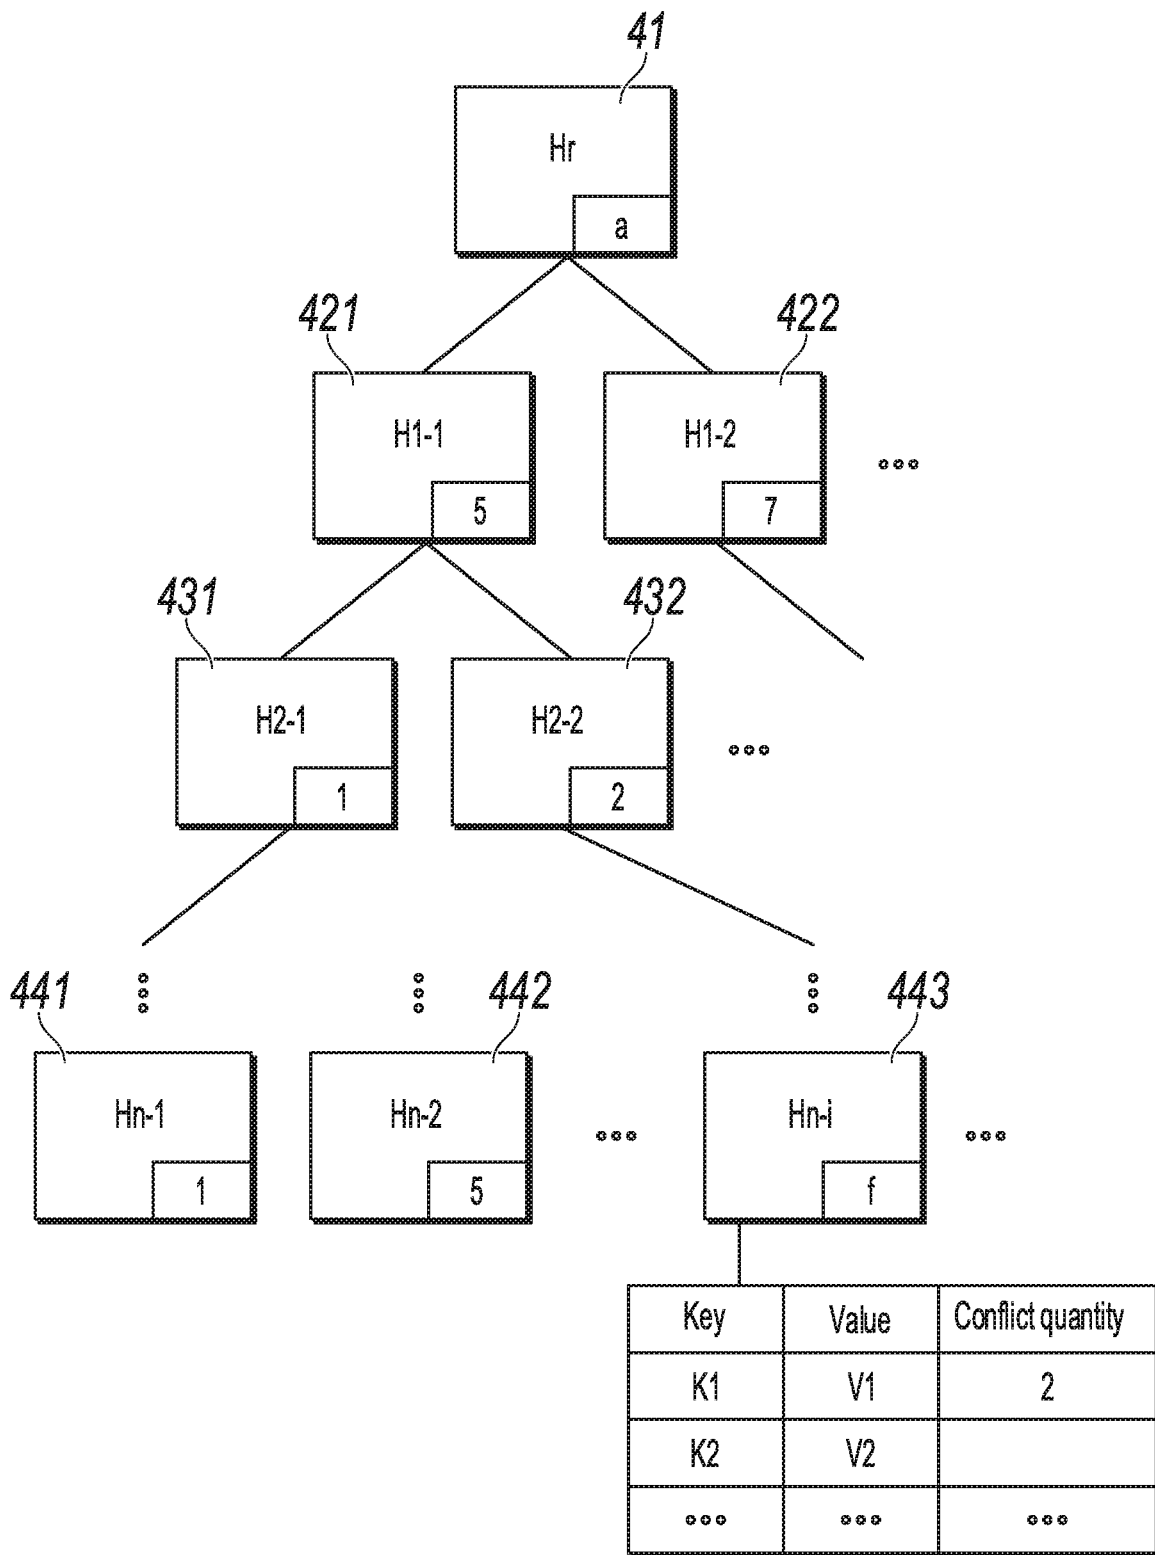 41
Hr
a
421
422
H1-1
H1-2
5
7
431
432
H2-1
H2-2
1
2
441
442
443
Hn-1
Hn-2
Hn-i
1
5
f
Key Value Conflict quantity
K1 V1 2
K2 V2